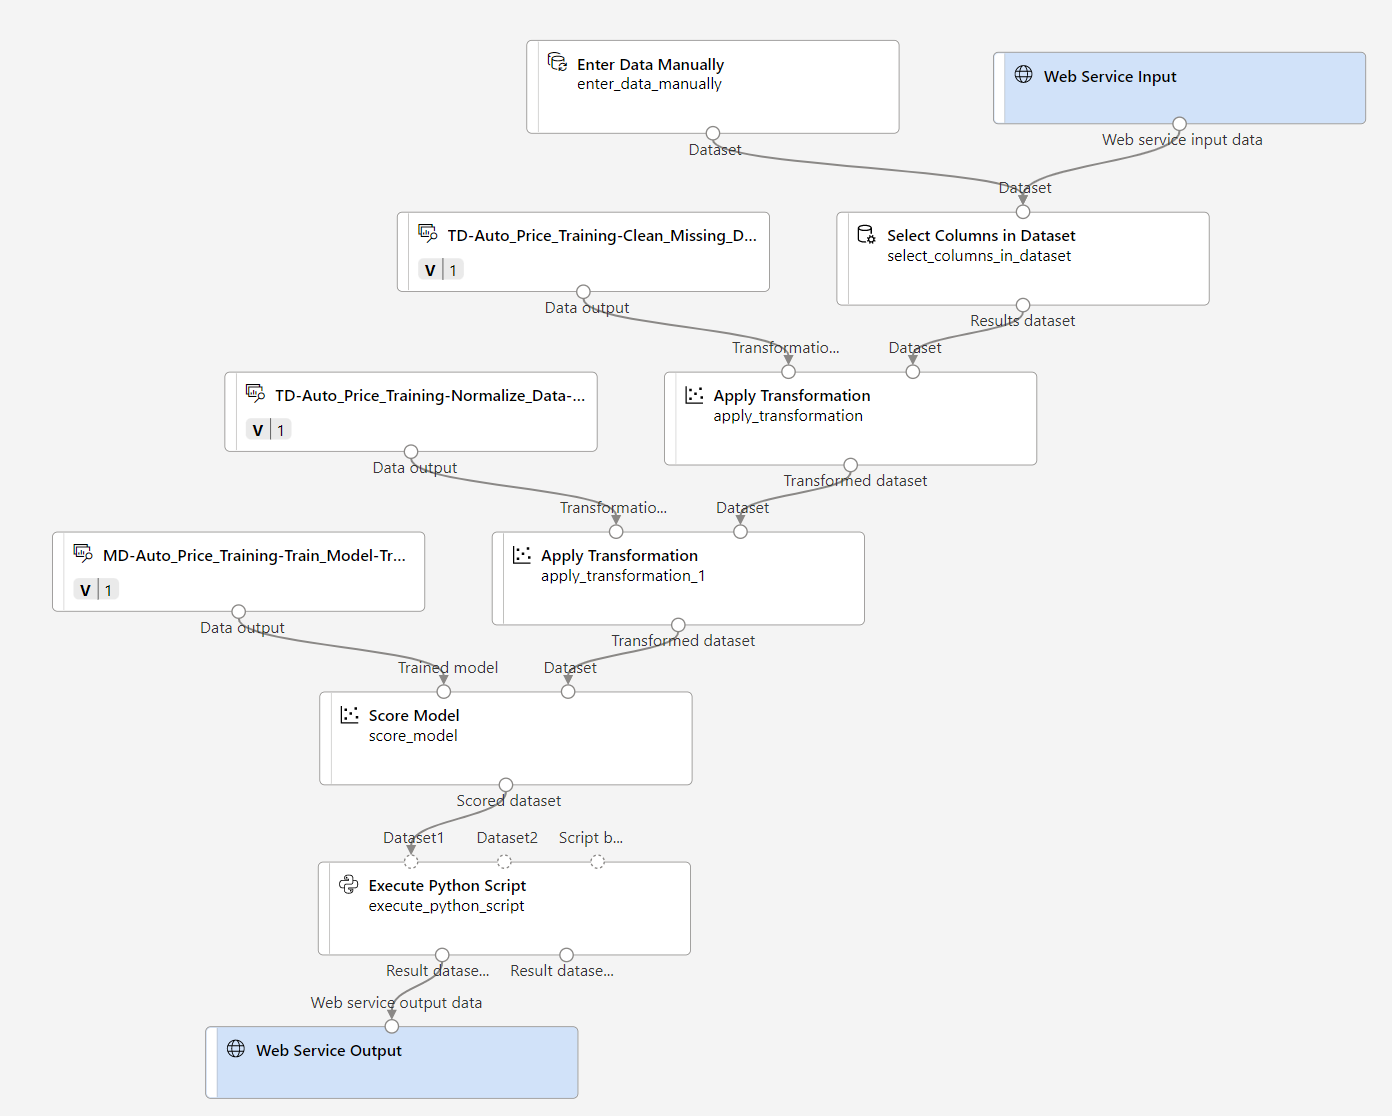 Enter Data Manually
enter_data_manually
Web Service Input
Dataset
Web service input data
Dataset
TD-Auto_Price_Training-Clean_Missing_D...
V 1
Select Columns in Dataset
select_columns_in_dataset
Data output
Results dataset
Transformatio...
Dataset
TD-Auto_Price_Training-Normalize_Data-...
V 1
Apply Transformation
apply_transformation
Data output
Transformed dataset
Transformatio...
Dataset
MD-Auto_Price_Training-Train_Model-Tr...
V 1
Apply Transformation
apply_transformation_1
Data output
Transformed dataset
Trained model
Dataset
Score Model
score_model
Scored dataset
Dataset1
Dataset2
Script b...
Execute Python Script
execute_python_script
Result datase...
Result datase...
Web service output data
Web Service Output